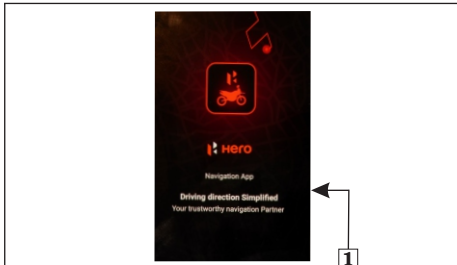 Hero
Navigation App
Driving direction Simplified
Your trustworthy navigation Partner
1